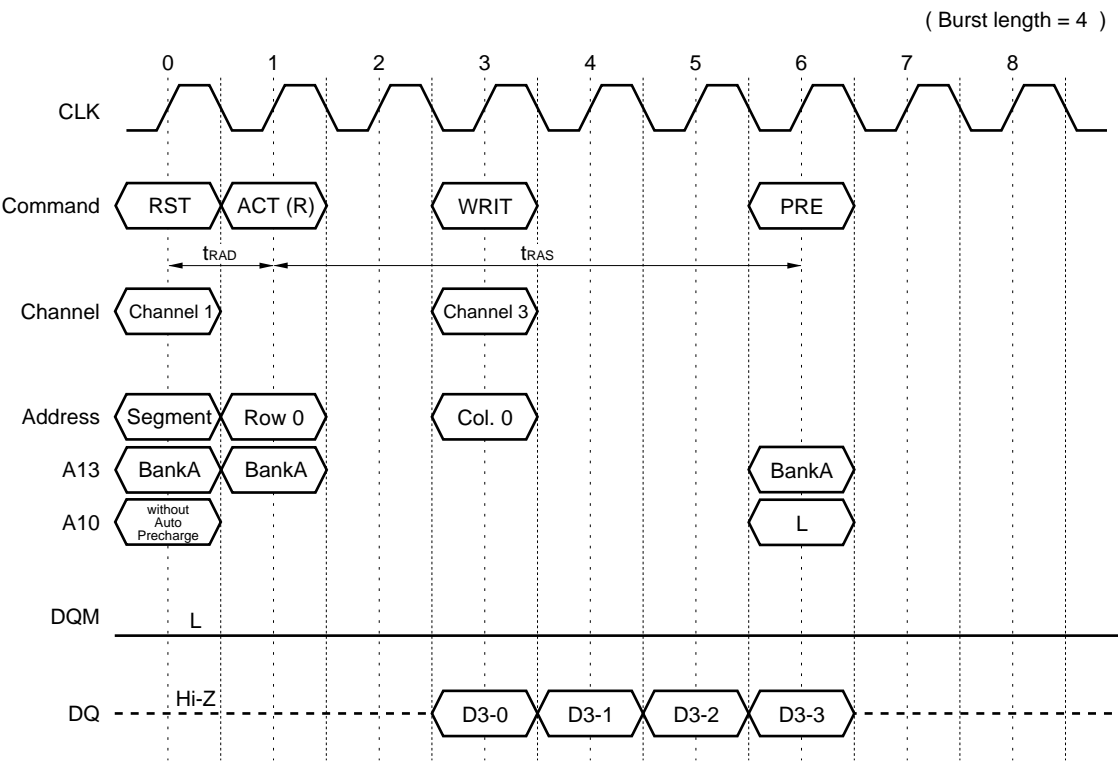 ( Burst length = 4 )
0 1 2 3 4 5 6 7 8
CLK
Command RST ACT (R) WRIT PRE
tRAD tRAS
Channel Channel 1 Channel 3
Address Segment Row 0 Col. 0
A13 BankA BankA BankA
A10 without Auto Precharge L
DQM L
DQ Hi-Z D3-0 D3-1 D3-2 D3-3